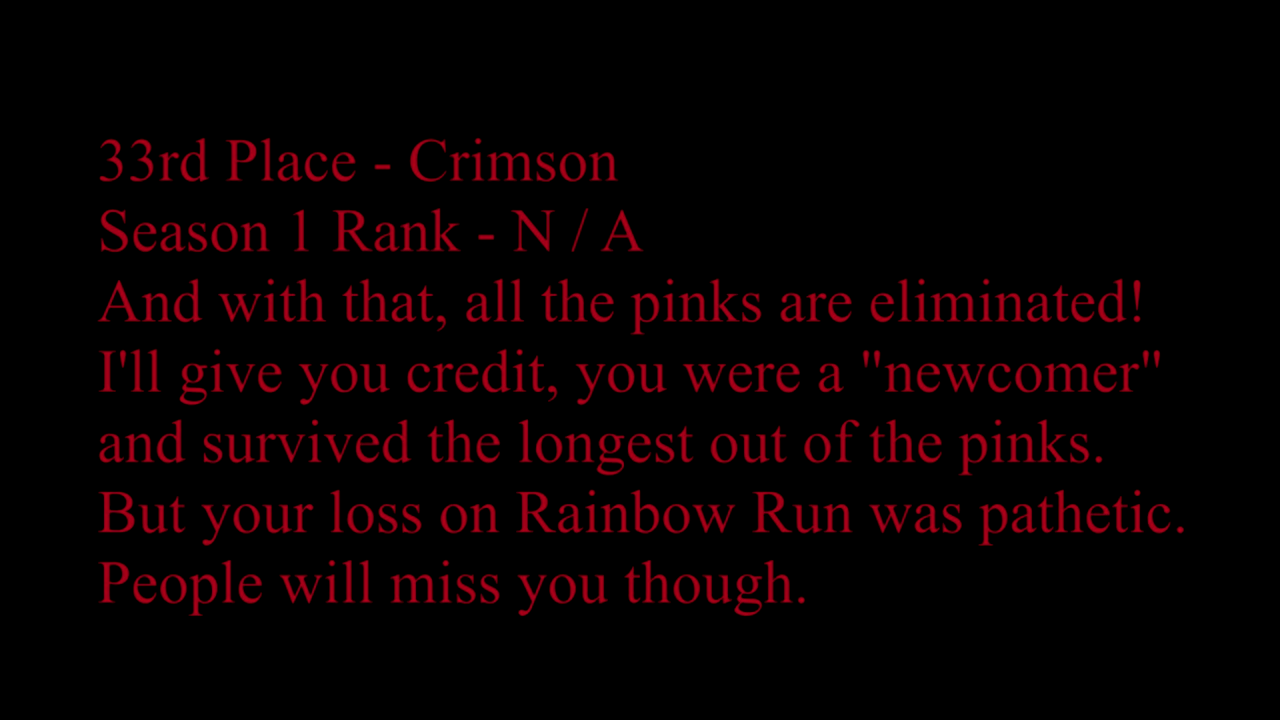 33rd Place - Crimson
Season 1 Rank - N / A
And with that, all the pinks are eliminated!
I'll give you credit, you were a "newcomer"
and survived the longest out of the pinks.
But your loss on Rainbow Run was pathetic.
People will miss you though.